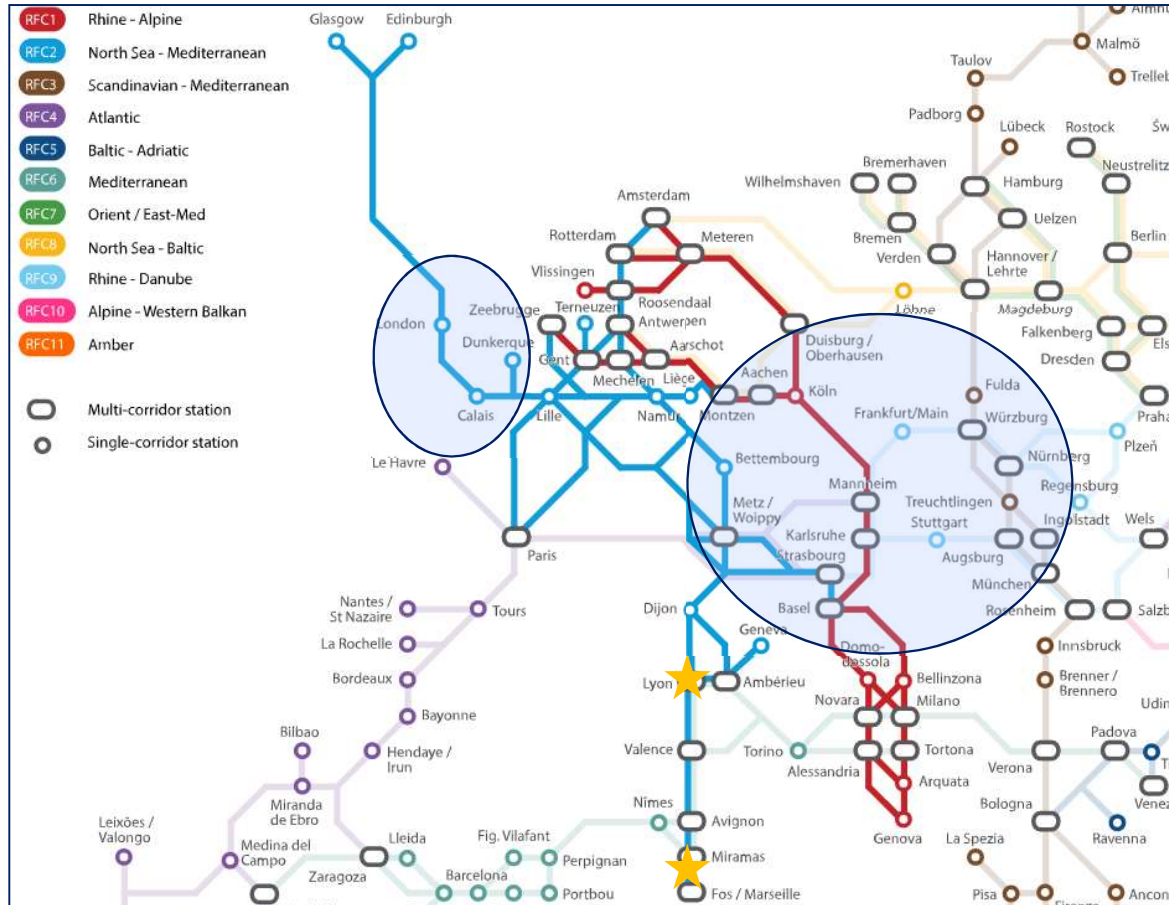 RFC1 Rhine - Alpine
RFC2 North Sea - Mediterranean
RFC3 Scandinavian - Mediterranean
RFC4 Atlantic
RFC5 Baltic - Adriatic
RFC6 Mediterranean
RFC7 Orient / East-Med
RFC8 North Sea - Baltic
RFC9 Rhine - Danube
RFC10 Alpine - Western Balkan
RFC11 Amber
Multi-corridor station
Single-corridor station
Glasgow
Edinburgh
Malmö
Taulov
Padborg
Lübeck
Rostock
Bremerhaven
Wilhelmshaven
Neustrelitz
Hamburg
Amsterdam
Uelzen
Bremen
Rotterdam
Meteren
Verden
Hannover /
Lehrte
Berlin
Vlissingen
Roosendaal
Löhne
Magdeburg
Zeebrugge
Terneuzen
Antwerpen
London
Falkenberg
Dunkerque
Gent
Aarschot
Duisburg /
Oberhausen
Dresden
Mechelen
Liège
Aachen
Calais
Lille
Namur
Montzen
Köln
Fulda
Praha
Frankfurt/Main
Würzburg
Plzeň
Le Havre
Bettembourg
Nürnberg
Mannheim
Regensburg
Metz /
Woippy
Treuchtlingen
Stuttgart
Ingolstadt
Wels
Karlsruhe
Strasbourg
Augsburg
Paris
München
Nantes /
St Nazaire
Tours
Dijon
Basel
Rosenheim
Geneva
La Rochelle
Domo-
dossola
Innsbruck
Bordeaux
Lyon
Ambérieu
Bellinzona
Brenner /
Brennero
Novara
Milano
Bayonne
Bilbao
Hendaye /
Irun
Valence
Torino
Alessandria
Tortona
Verona
Padova
Miranda
de Ebro
Arquata
Nîmes
Avignon
Genova
Bologna
Ravenna
Leixões /
Valongo
Medina del
Campo
Lleida
Fig. Vilafant
Perpignan
Miramas
La Spezia
Zaragoza
Barcelona
Portbou
Fos / Marseille
Pisa